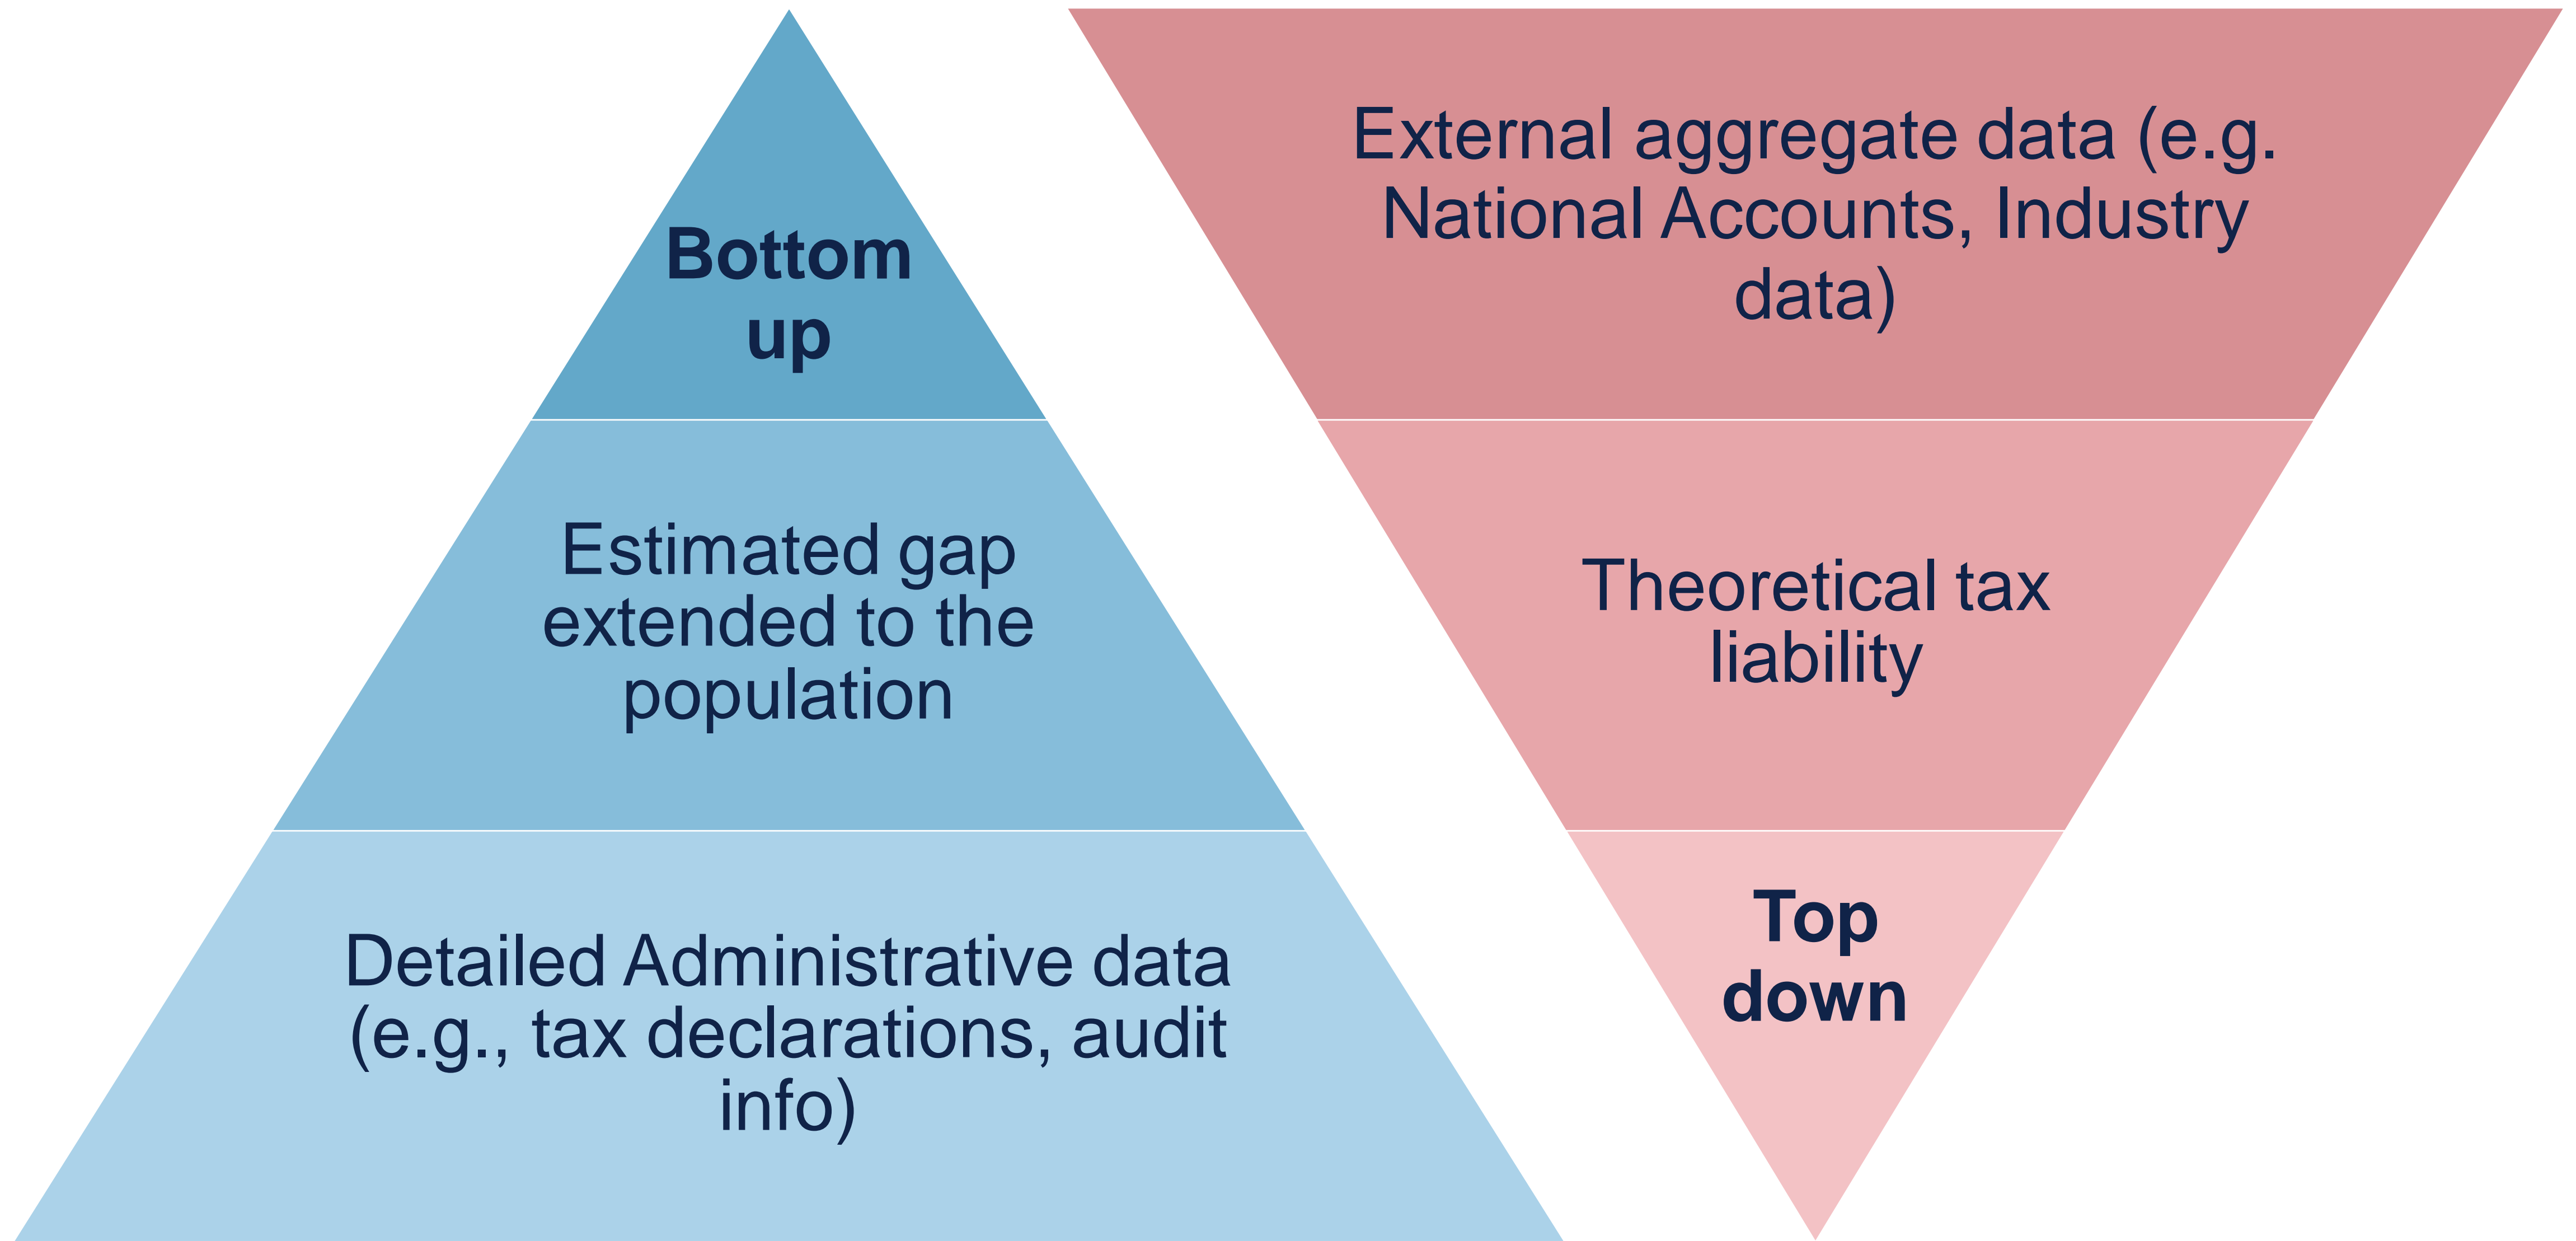 Bottom
up
Estimated gap
extended to the
population
Detailed Administrative data
(e.g., tax declarations, audit
info)
External aggregate data (e.g.
National Accounts, Industry
data)
Theoretical tax
liability
Top
down